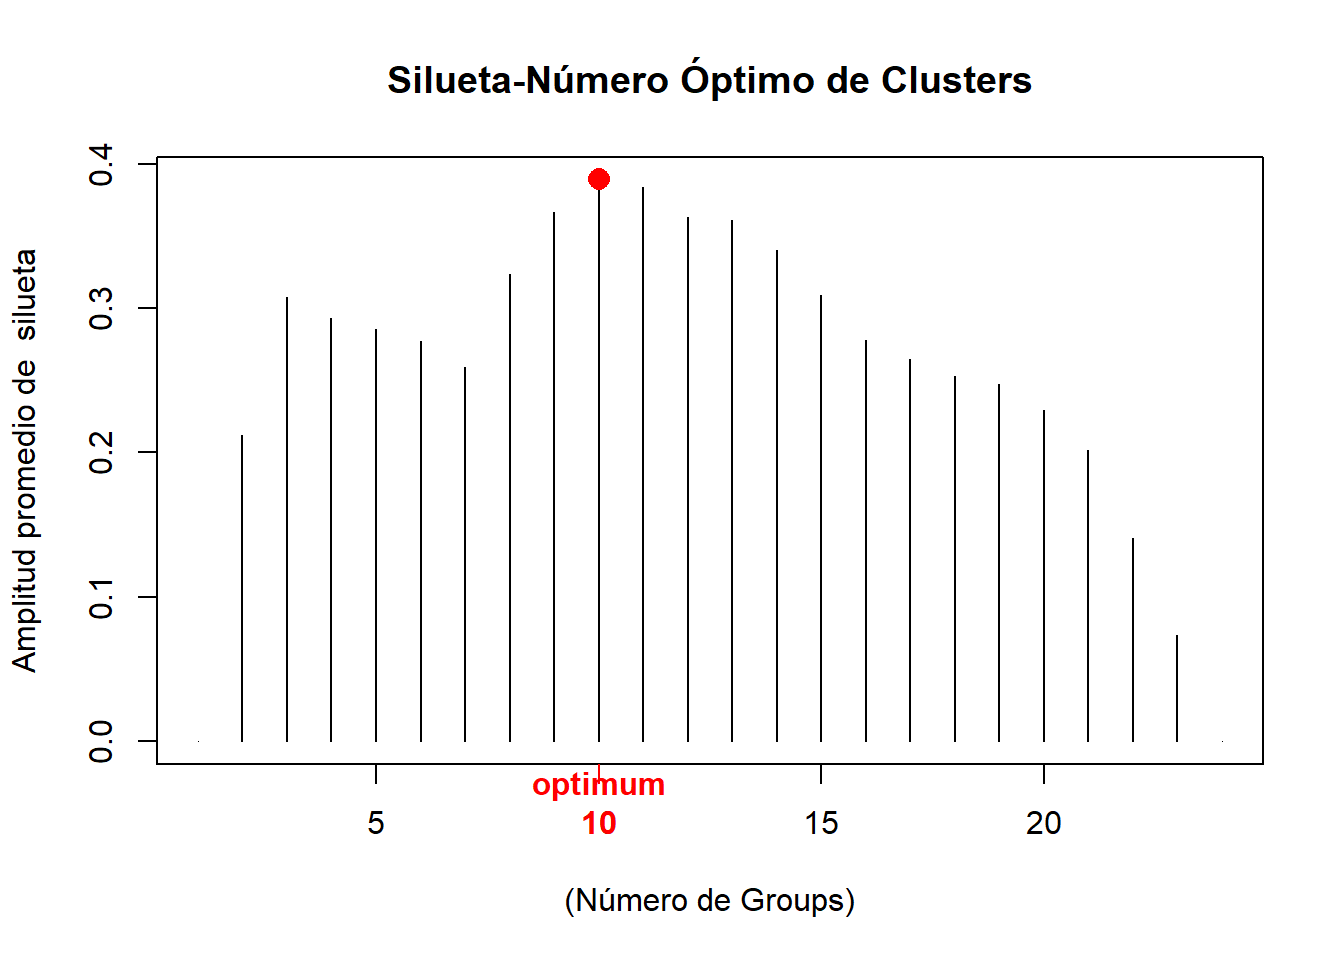 Silueta-Número Óptimo de Clusters
Amplitud promedio de  silueta
0.4
0.3
0.2
0.1
0.0
optimum
5
10
15
20
(Número de Groups)